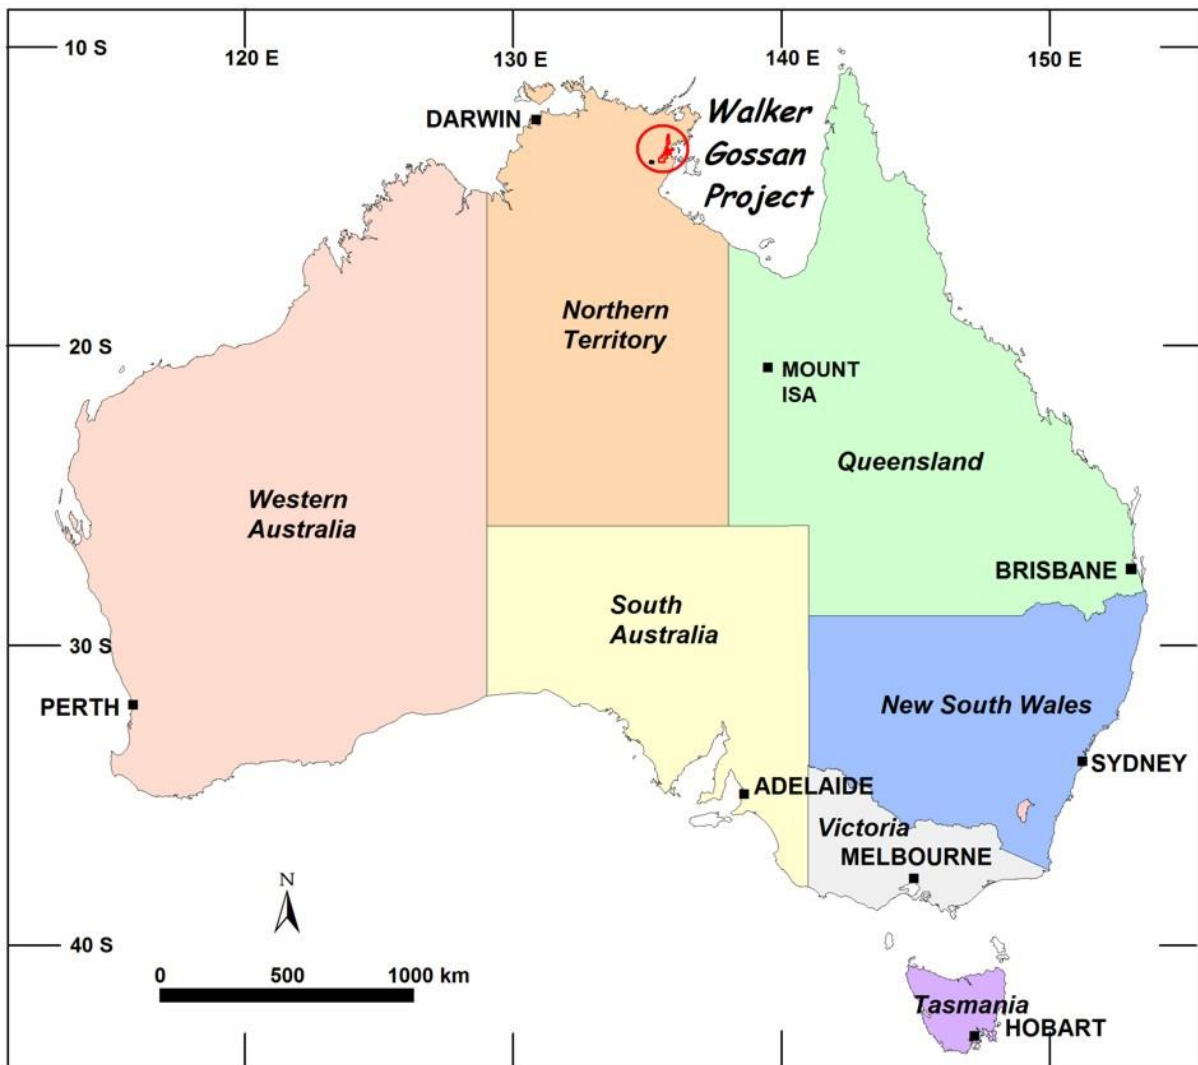 10 S
120 E
130 E
140 E
150 E
DARWIN
Walker
Gossan
Project
Northern
Territory
20 S
MOUNT
ISA
Queensland
Western
Australia
BRISBANE
South
Australia
30 S
PERTH
New South Wales
SYDNEY
ADELAIDE
Victoria
MELBOURNE
N
40 S
0 500 1000 km
Tasmania
HOBART